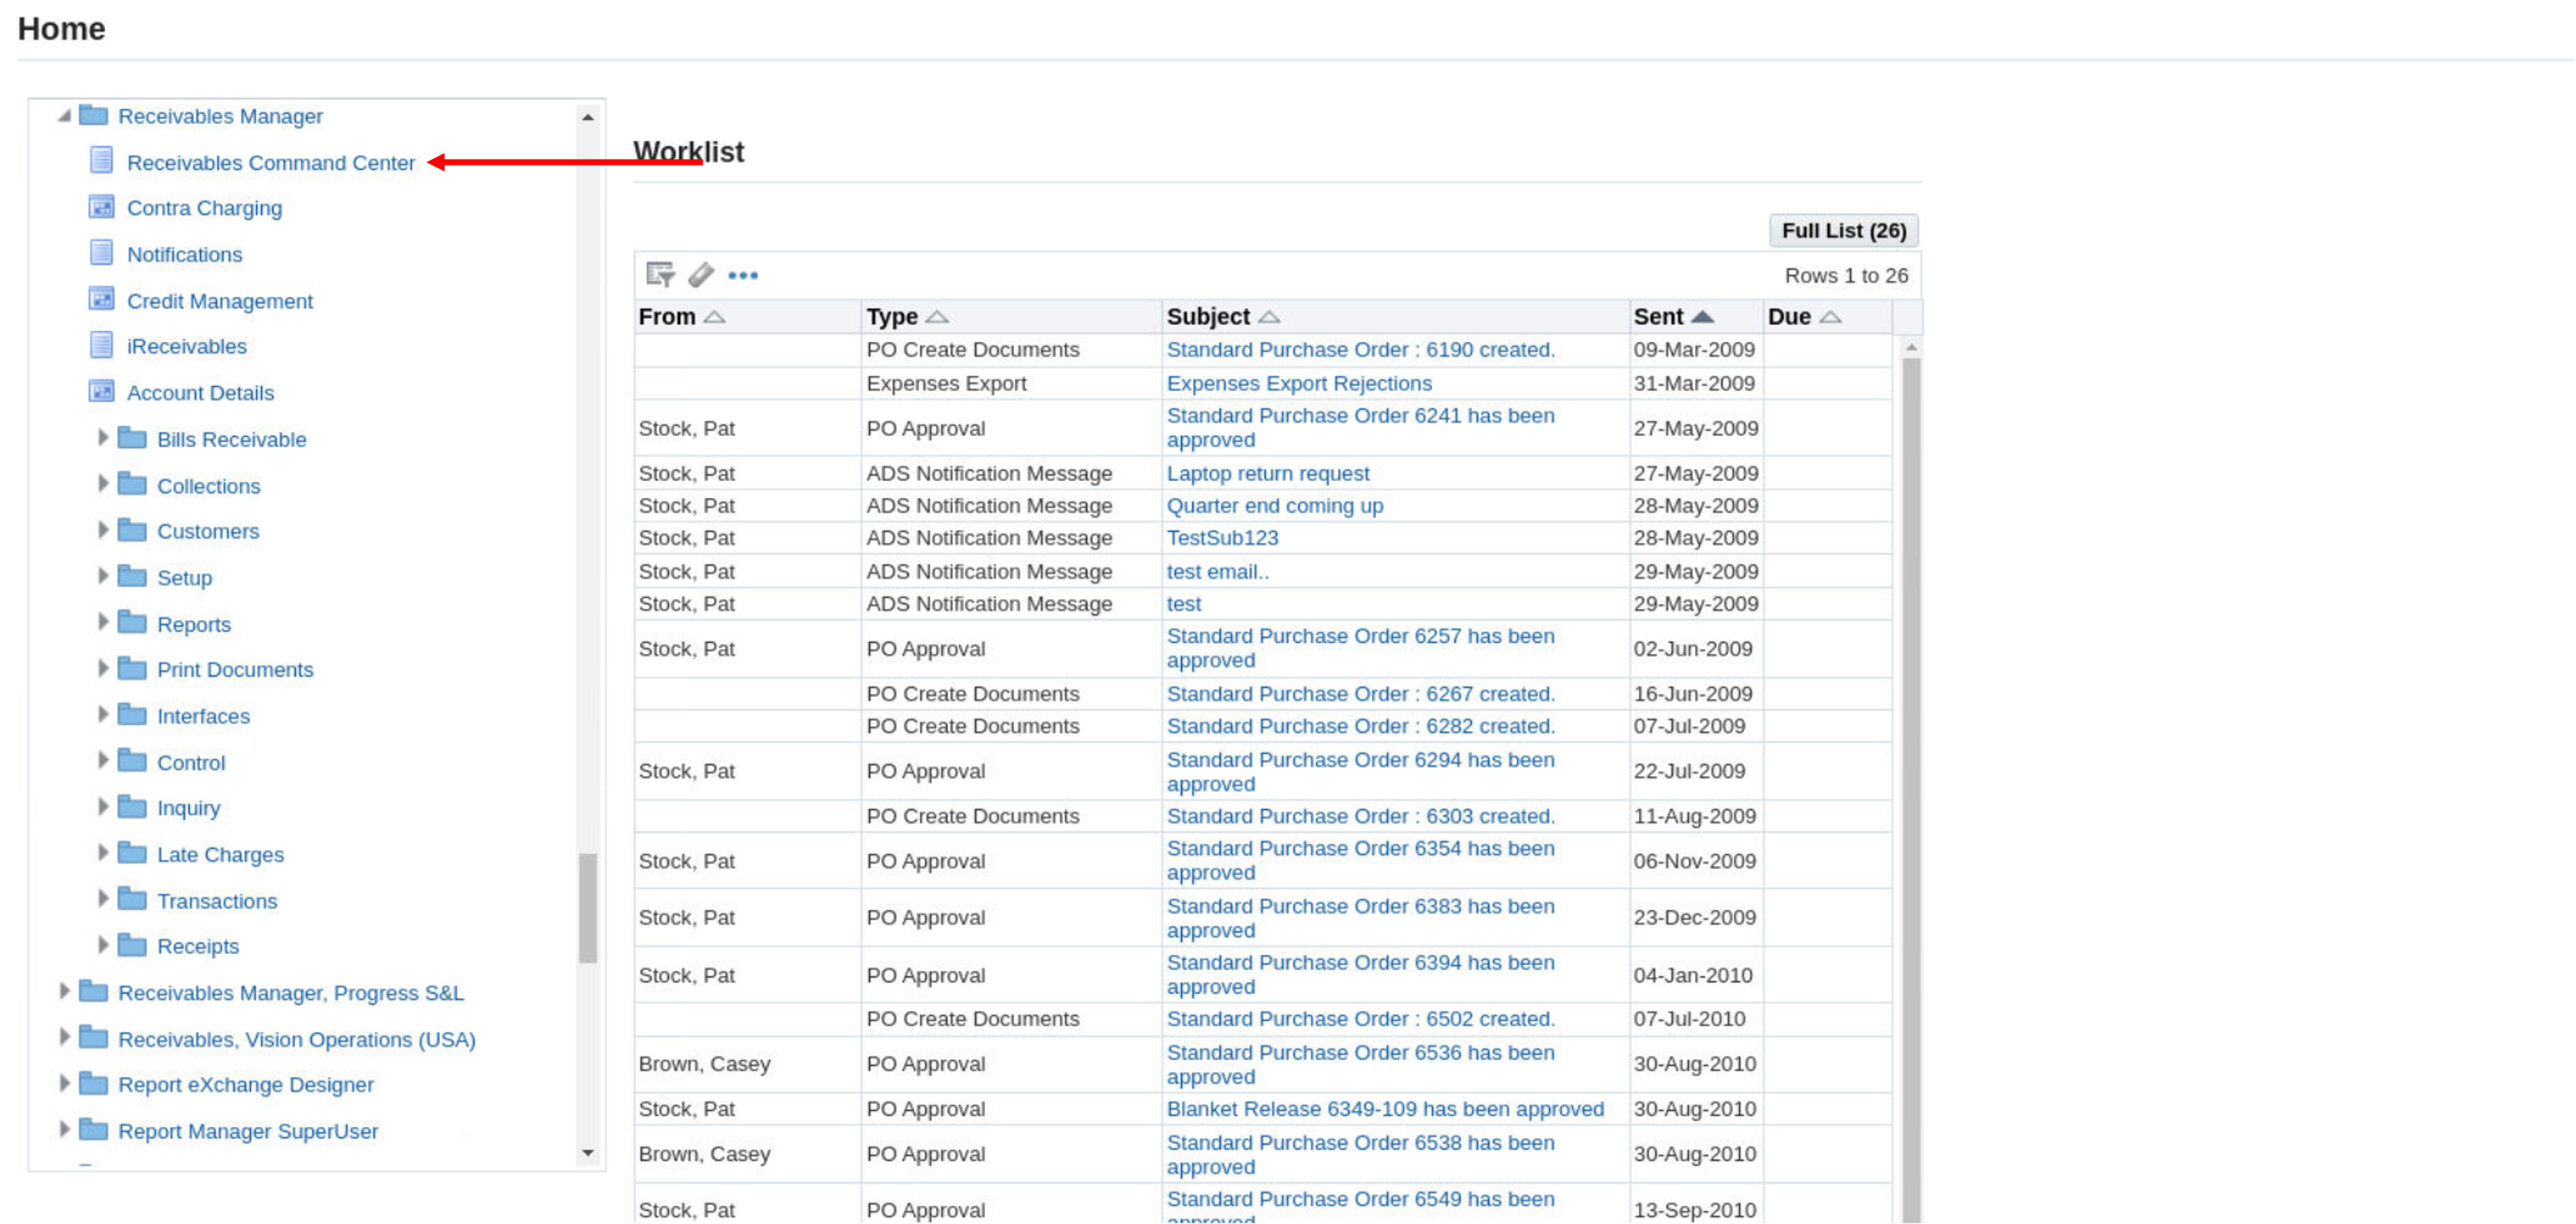 Home
Receivables Manager
Receivables Command Center
Contra Charging
Notifications
Credit Management
iReceivables
Account Details
Bills Receivable
Collections
Customers
Setup
Reports
Print Documents
Interfaces
Control
Inquiry
Late Charges
Transactions
Receipts
Receivables Manager, Progress S&L
Receivables, Vision Operations (USA)
Report eXchange Designer
Report Manager SuperUser
Worklist
Full List (26)
Rows 1 to 26
From Type Subject Sent Due
PO Create Documents Standard Purchase Order : 6190 created. 09-Mar-2009
Expenses Export Expenses Export Rejections 31-Mar-2009
Stock, Pat PO Approval Standard Purchase Order 6241 has been 27-May-2009
approved
Stock, Pat ADS Notification Message Laptop return request 27-May-2009
Stock, Pat ADS Notification Message Quarter end coming up 28-May-2009
Stock, Pat ADS Notification Message TestSub123 28-May-2009
Stock, Pat ADS Notification Message test email.. 29-May-2009
Stock, Pat ADS Notification Message test 29-May-2009
Stock, Pat PO Approval Standard Purchase Order 6257 has been 02-Jun-2009
approved
PO Create Documents Standard Purchase Order : 6267 created. 16-Jun-2009
PO Create Documents Standard Purchase Order : 6282 created. 07-Jul-2009
Stock, Pat PO Approval Standard Purchase Order 6294 has been 22-Jul-2009
approved
PO Create Documents Standard Purchase Order : 6303 created. 11-Aug-2009
Stock, Pat PO Approval Standard Purchase Order 6354 has been 06-Nov-2009
approved
Stock, Pat PO Approval Standard Purchase Order 6383 has been 23-Dec-2009
approved
Stock, Pat PO Approval Standard Purchase Order 6394 has been 04-Jan-2010
approved
PO Create Documents Standard Purchase Order : 6502 created. 07-Jul-2010
Brown, Casey PO Approval Standard Purchase Order 6536 has been 30-Aug-2010
approved
Stock, Pat PO Approval Blanket Release 6349-109 has been approved 30-Aug-2010
Brown, Casey PO Approval Standard Purchase Order 6538 has been 30-Aug-2010
approved
Stock, Pat PO Approval Standard Purchase Order 6549 has been 13-Sep-2010